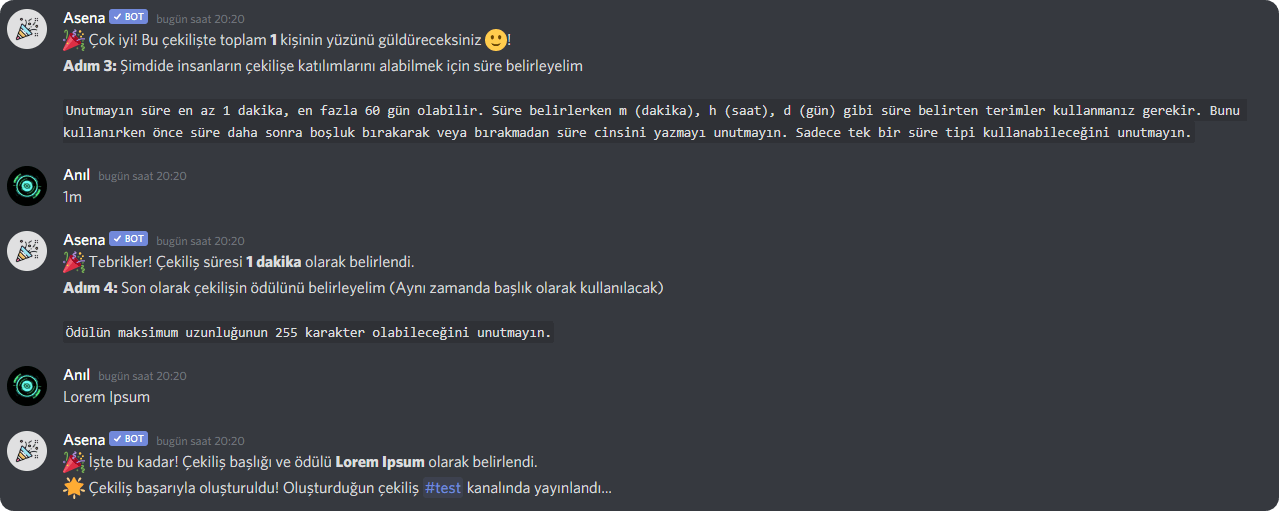 Asena BOT bugün saat 20:20
Çok iyi! Bu çekilişte toplam 1 kişinin yüzünü güldüreceksiniz 🙂!
Adım 3: Şimdide insanların çekilişe katılımlarını alabilmek için süre belirleyelim
Unutmayın süre en az 1 dakika, en fazla 60 gün olabilir. Süre belirlerken m (dakika), h (saat), d (gün) gibi süre belirten terimler kullanmanız gerekir. Bunu
kullanırken önce süre daha sonra boşluk bırakarak veya bırakmadan süre cinsini yazmayı unutmayın. Sadece tek bir süre tipi kullanabileceğini unutmayın.
Anıl bugün saat 20:20
1m
Asena BOT bugün saat 20:20
Tebrikler! Çekiliş süresi 1 dakika olarak belirlendi.
Adım 4: Son olarak çekilişin ödülünü belirleyelim (Aynı zamanda başlık olarak kullanılacak)
Ödülün maksimum uzunluğunun 255 karakter olabileceğini unutmayın.
Anıl bugün saat 20:20
Lorem Ipsum
Asena BOT bugün saat 20:20
İşte bu kadar! Çekiliş başlığı ve ödülü Lorem Ipsum olarak belirlendi.
Çekiliş başarıyla oluşturuldu! Oluşturduğun çekiliş #test kanalında yayınlandı...